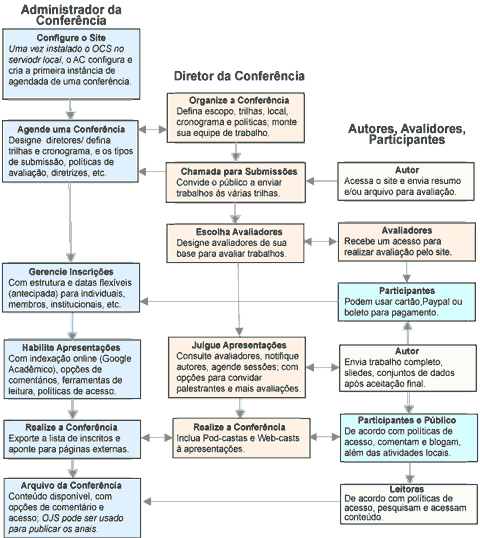 Administrador da
Conferência
Configure o Site
Uma vez instalado o OCS no
serviodr local, o AC configura e
cria a primeira instância de
agendada de uma conferência.
Diretor da Conferência
Organize a Conferência
Defina escopo, trilhas, local,
cronograma e políticas; monte
sua equipe de trabalho.
Agende uma Conferência
Designe diretores/ defina
trilhas e cronograma, e os tipos
de submissão, políticas de
avaliação, diretrizes, etc.
Autores, Avalidores,
Participantes
Chamada para Submissões
Convide o público a enviar
trabalhos às várias trilhas.
Autor
Acessa o site e envia resumo
e/ou arquivo para avaliação.
Escolha Avaliadores
Designe avaliadores de sua
base para avaliar trabalhos.
Avaliadores
Recebe um acesso para
realizar avaliação pelo site.
Gerencie Inscrições
Com estrutura e datas flexíveis
(antecipada) para individuais,
membros, institucionais, etc.
Participantes
Podem usar cartão,Paypal ou
boleto para pagamento.
Habilite Apresentações
Com indexação online (Google
Acadêmico), opções de
comentários, ferramentas de
leitura, políticas de acesso.
Julgue Apresentações
Consulte avaliadores, notifique
autores, agende sessões; com
opções para convidar
palestrantes e mais avaliações.
Autor
Envia trabalho completo,
sliedes, conjuntos de dados
após aceitação final.
Realize a Conferência
Exporte a lista de inscritos e
aponte para páginas externas.
Realize a Conferência
Inclua Pod-castas e Web-casts
à apresentações.
Participantes e Público
De acordo com políticas de
acesso, comentam e blogam,
além das atividades locais.
Arquivo da Conferência
Conteúdo disponível, com
opções de comentário e
acesso; OJS pode ser usado
para publicar os anais.
Leitores
De acordo com políticas de
acesso, pesquisam e acessam
conteúdo.